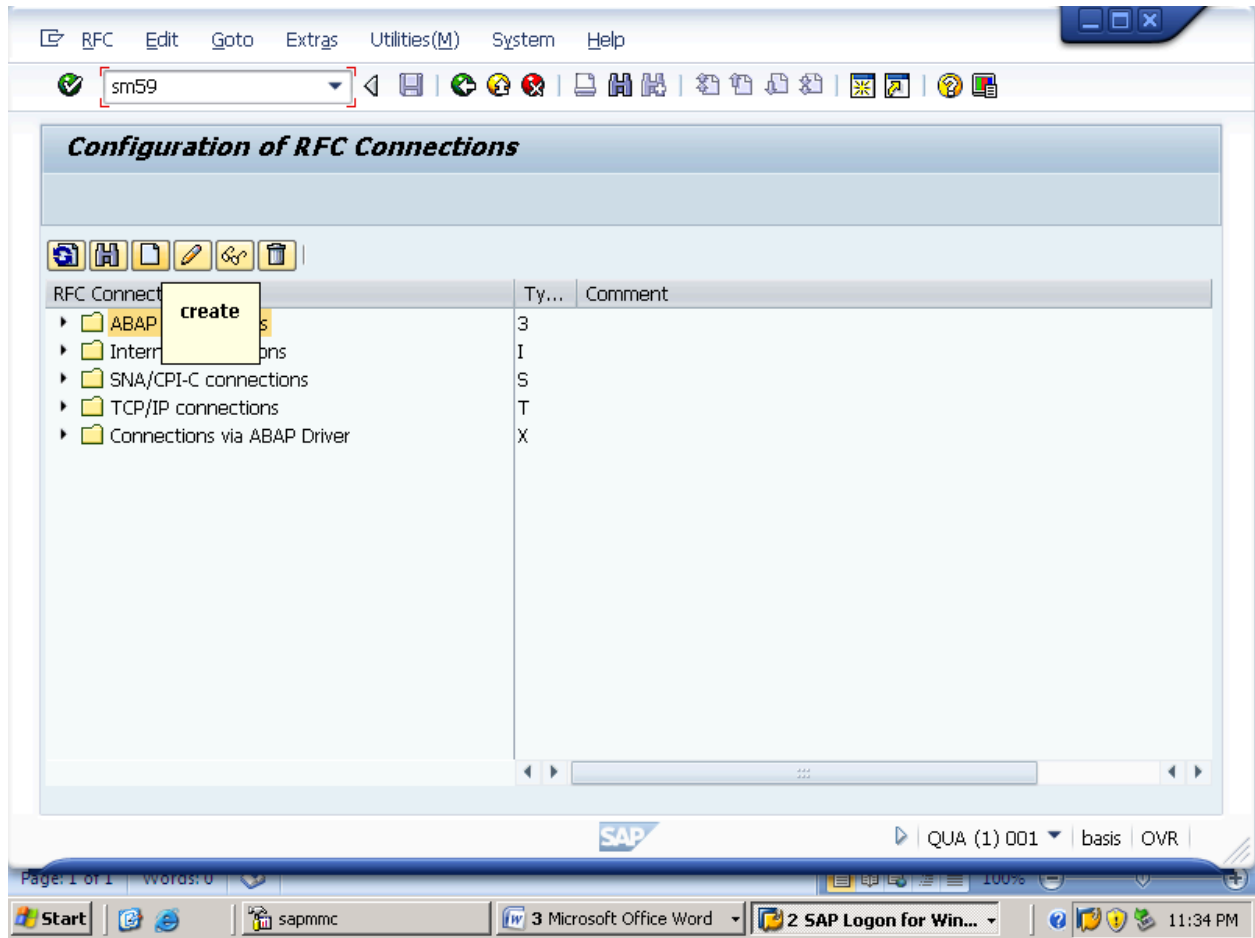 RFC Edit Goto Extras Utilities(M) System Help
sm59
Configuration of RFC Connections
RFC Connect Ty... Comment
create
ABAP s 3
Intern ons I
SNA/CPI-C connections S
TCP/IP connections T
Connections via ABAP Driver X
SAP
QUA (1) 001 basis OVR
Page: 1 of 1 Words: 0 100%
Start sapmmc 3 Microsoft Office Word 2 SAP Logon for Win... 11:34 PM